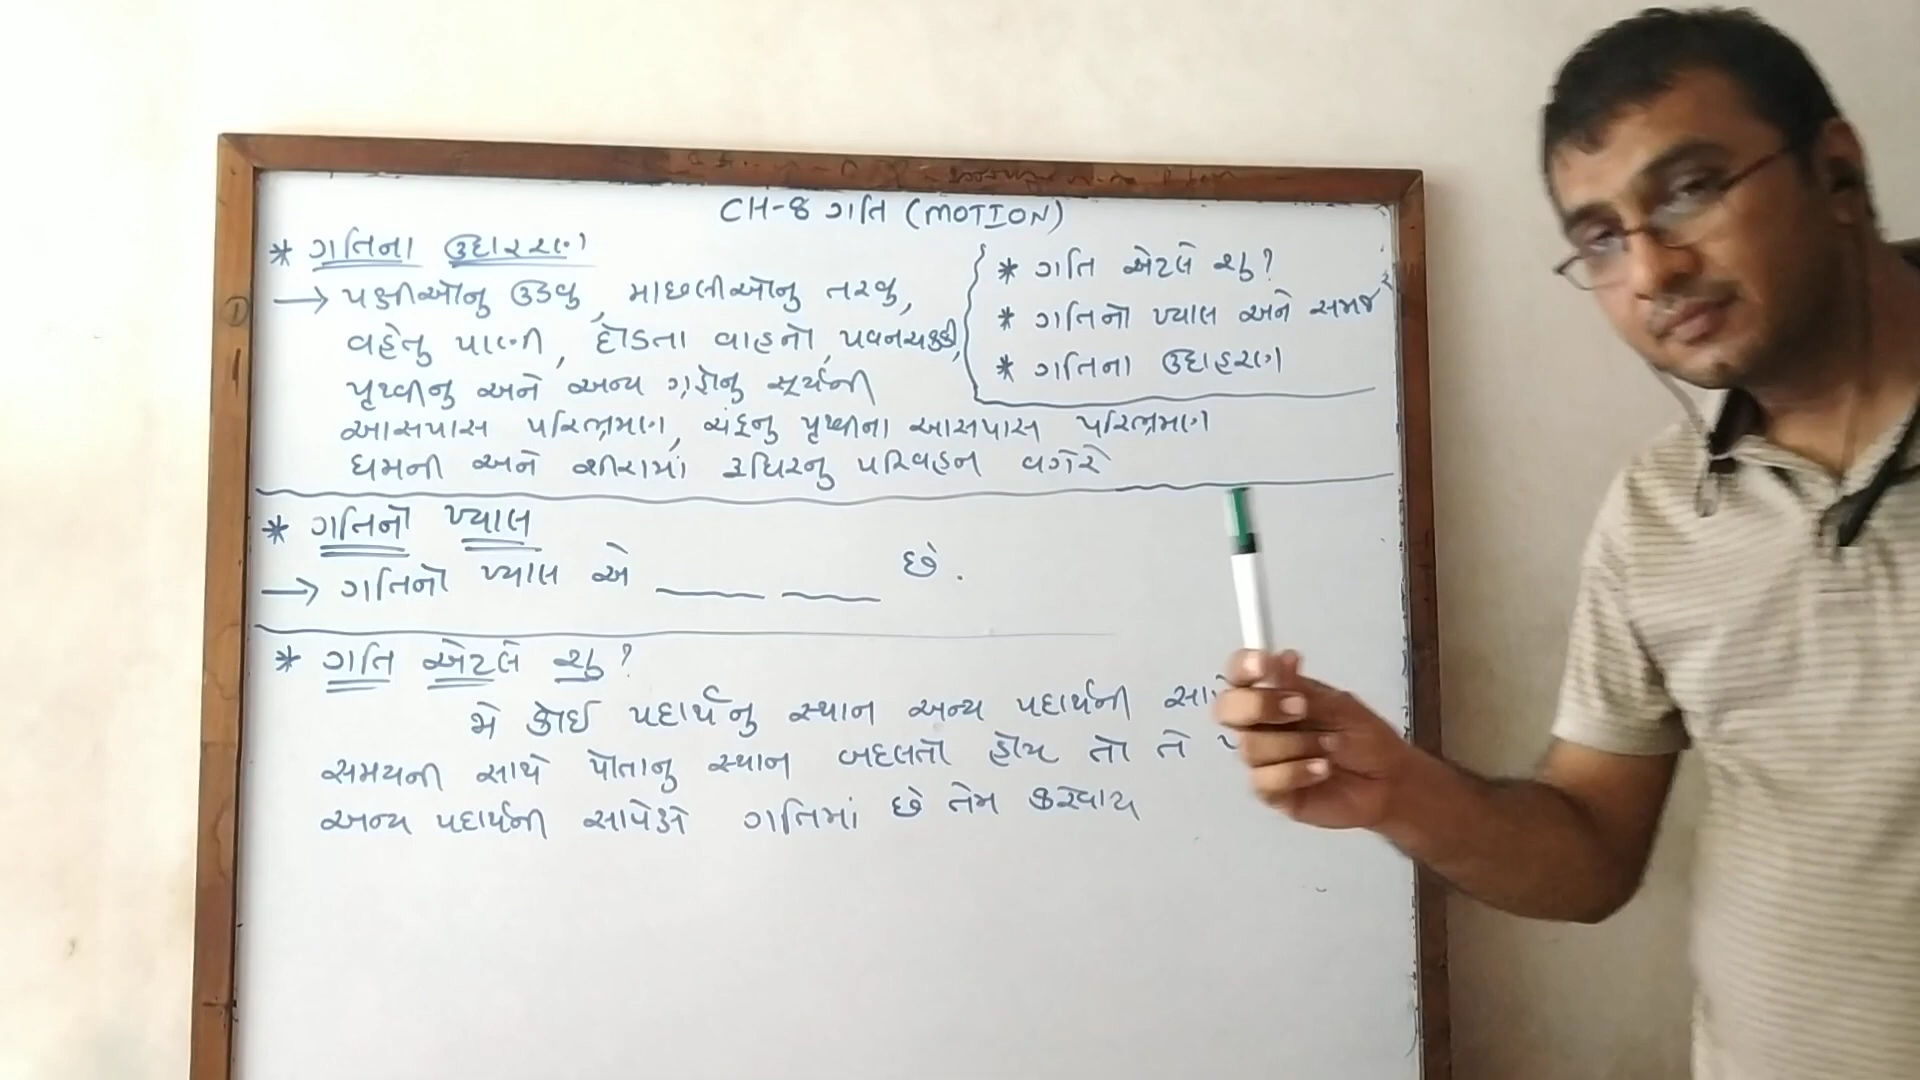 CH-8 ગતિ (MOTION)
* ગતિના ઉદાહરણ
→ પક્ષીઓનુ ઉડવુ, માછલીઓનુ તરવુ,
વહેતુ પાણી, દોડતા વાહનો, પવનચક્કી,
પૃથ્વીનુ અને અન્ય ગ્રહોનુ સૂર્યની
આસપાસ પરિભ્રમણ, ચંદ્રનુ પૃથ્વીના આસપાસ પરિભ્રમણ
ધમની અને શીરામાં રુધિરનુ પરિવહન વગેરે
* ગતિ એટલે શુ?
* ગતિનો ખ્યાલ અને સમજ
* ગતિના ઉદાહરણ
* ગતિનો ખ્યાલ
→ ગતિનો ખ્યાલ એ ____ ____ છે.
* ગતિ એટલે શુ?
જો કોઈ પદાર્થનુ સ્થાન અન્ય પદાર્થની
સમયની સાથે પોતાનુ સ્થાન બદલતો હોય તો તે
અન્ય પદાર્થની સાપેક્ષે ગતિમાં છે તેમ કહેવાય